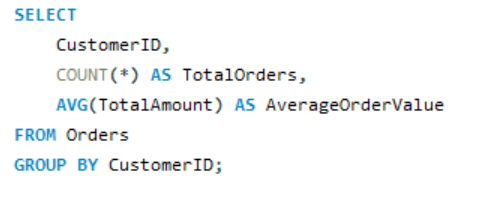 SELECT
    CustomerID,
    COUNT(*) AS TotalOrders,
    AVG(TotalAmount) AS AverageOrderValue
FROM Orders
GROUP BY CustomerID;